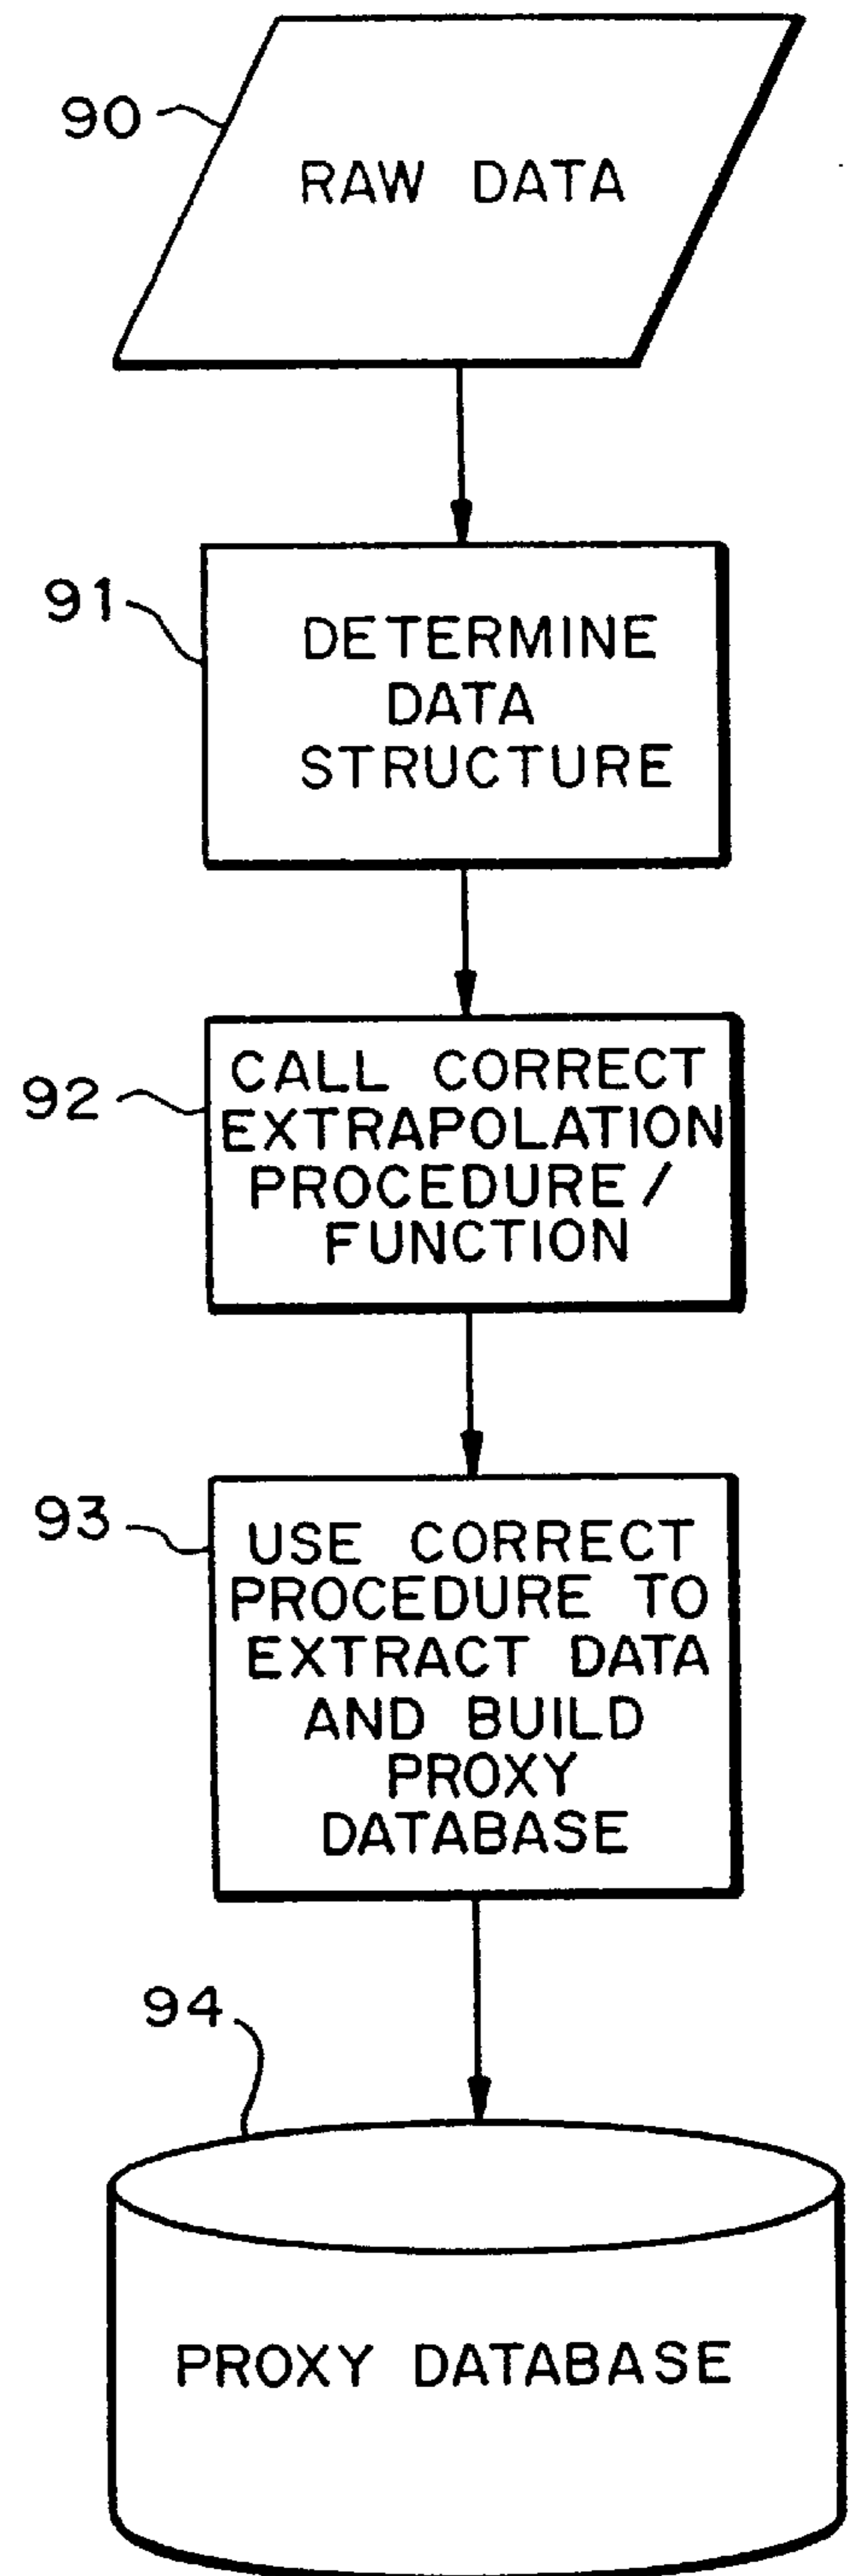 90
RAW DATA
91
DETERMINE
DATA
STRUCTURE
92
CALL CORRECT
EXTRAPOLATION
PROCEDURE /
FUNCTION
93
USE CORRECT
PROCEDURE TO
EXTRACT DATA
AND BUILD
PROXY
DATABASE
94
PROXY DATABASE